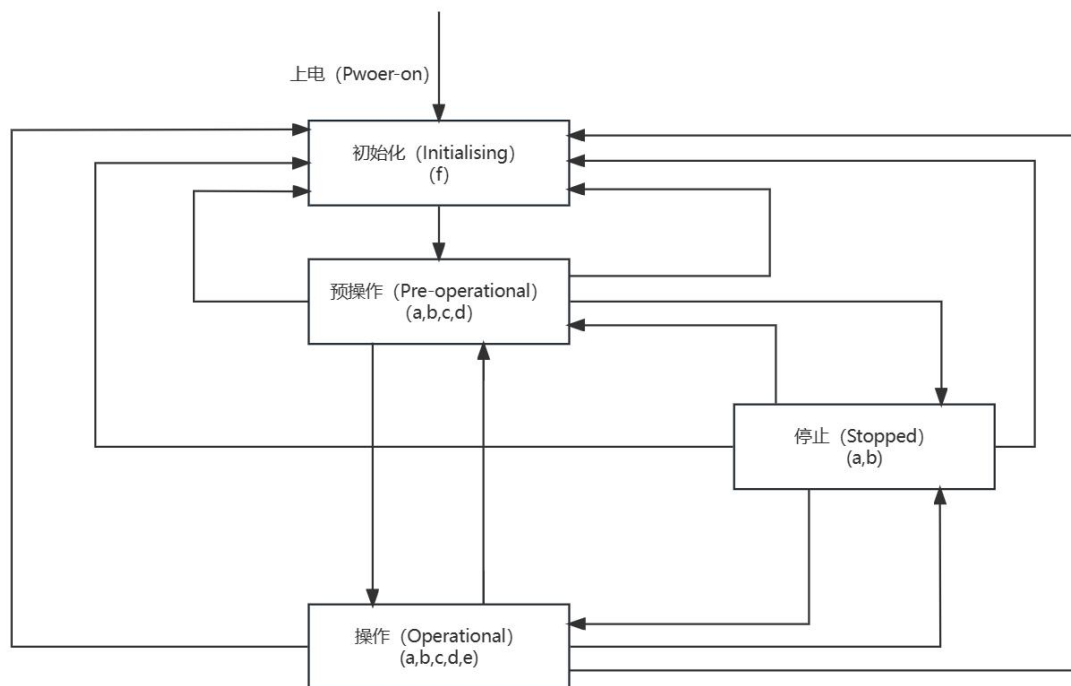 上电（Pwoer-on）
初始化（Initialising）
(f)
预操作（Pre-operational）
(a,b,c,d）
停止（Stopped）
(a,b)
操作（Operational）
(a,b,c,d,e)